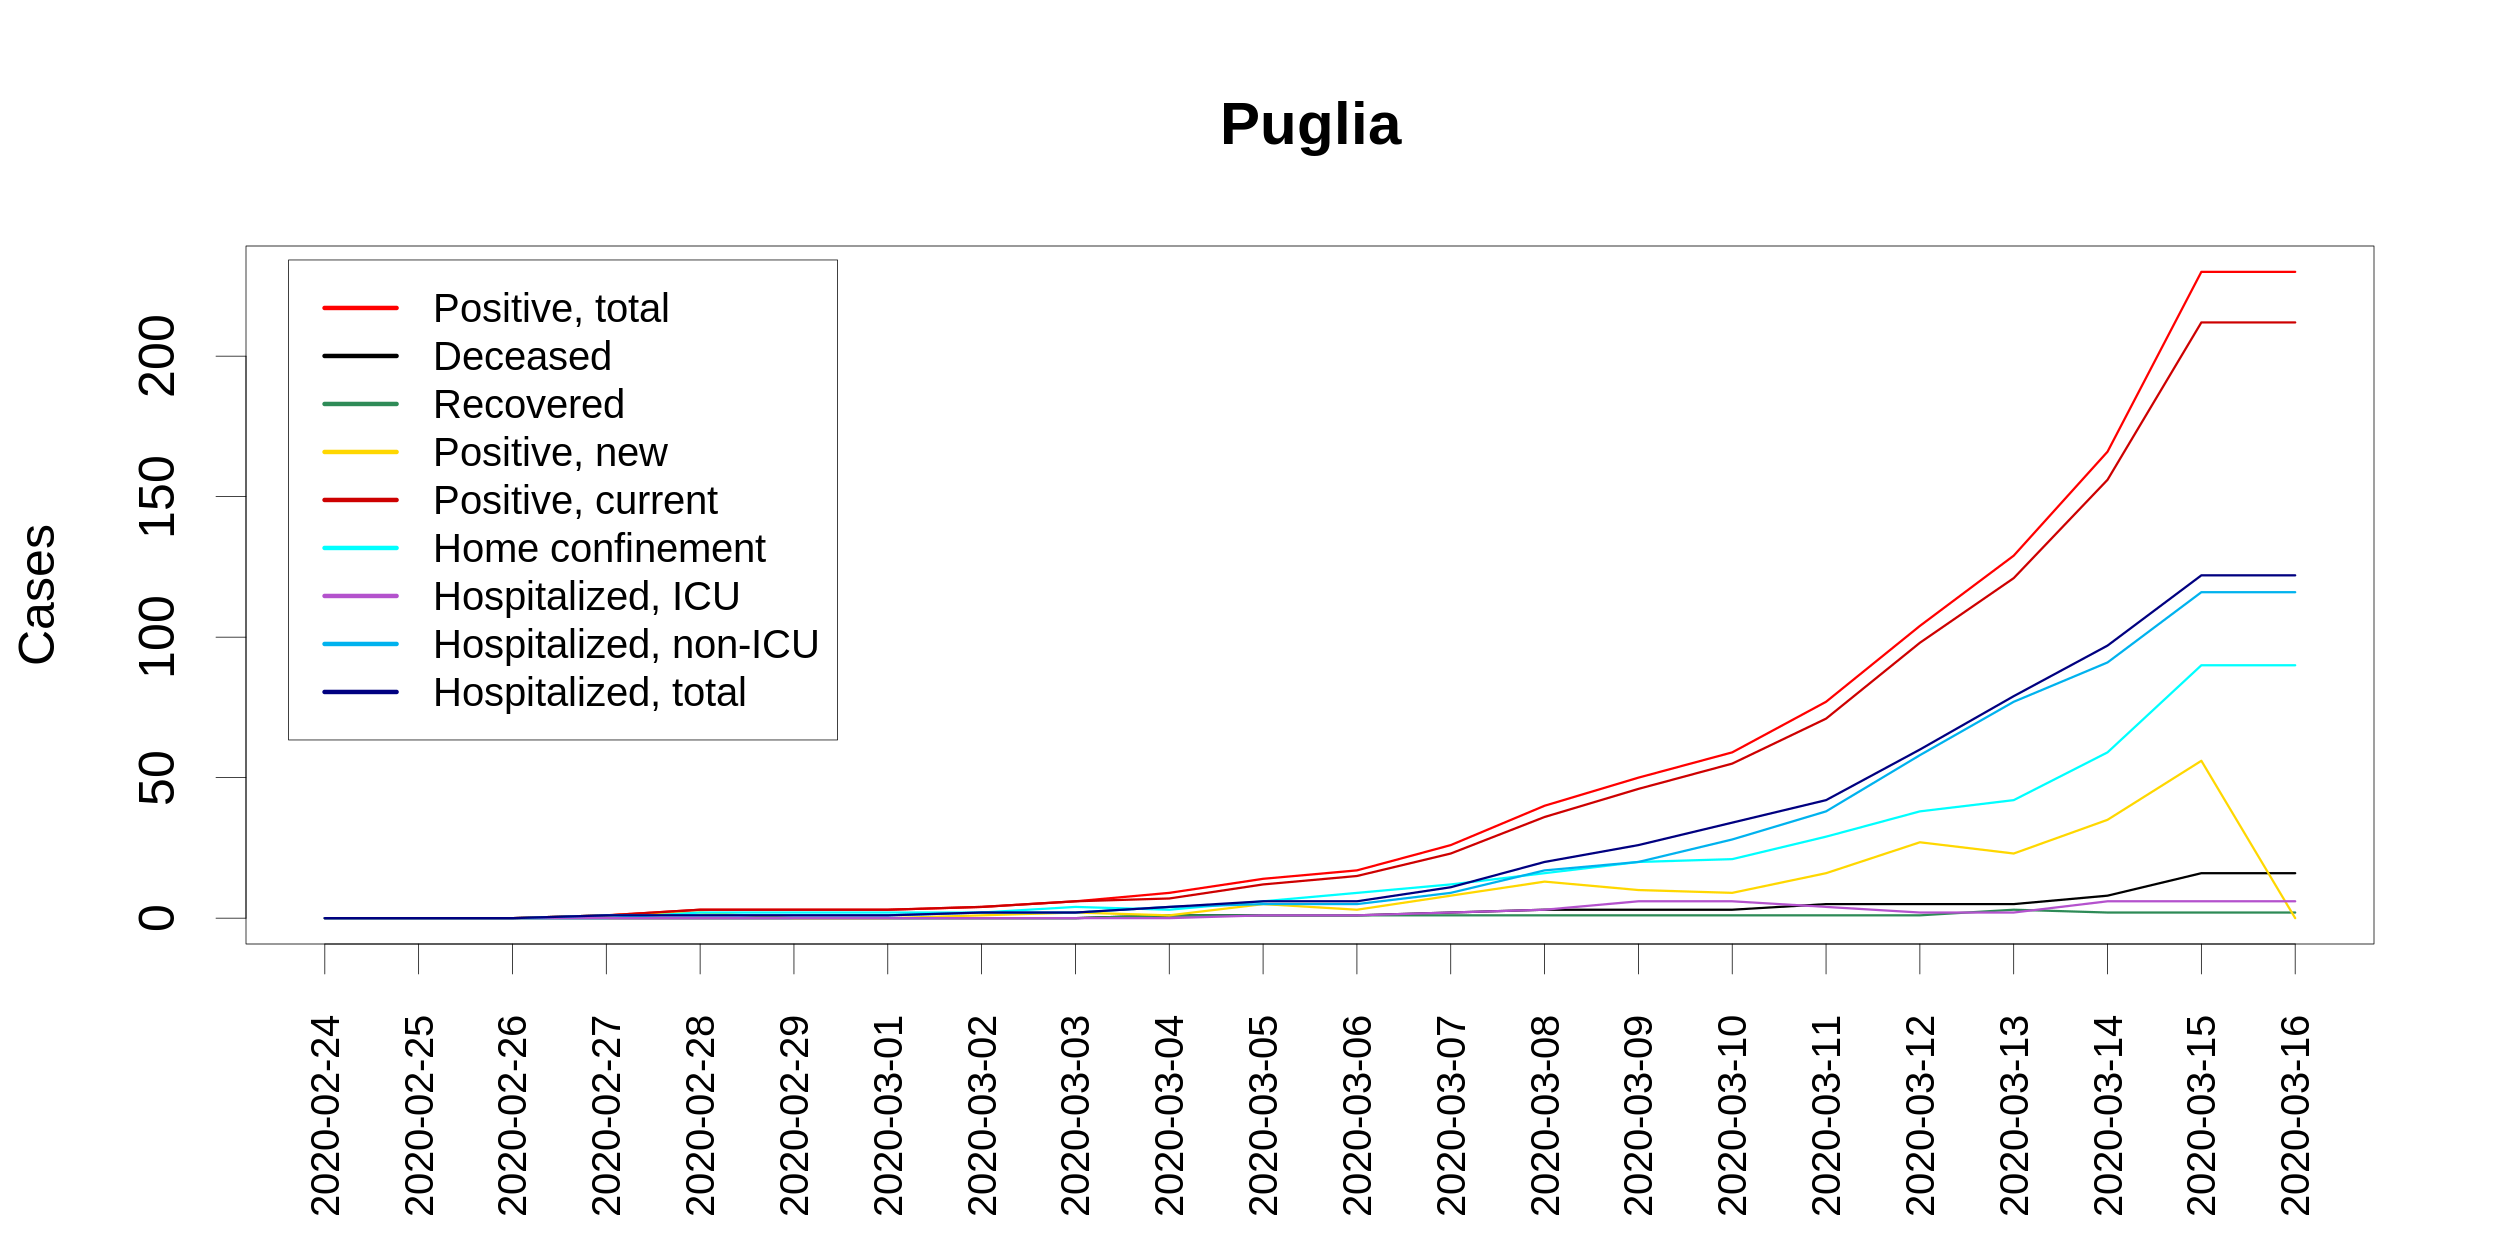 Puglia
Cases
200
150
100
50
0
Positive, total
Deceased
Recovered
Positive, new
Positive, current
Home confinement
Hospitalized, ICU
Hospitalized, non-ICU
Hospitalized, total
2020-02-24
2020-02-25
2020-02-26
2020-02-27
2020-02-28
2020-02-29
2020-03-01
2020-03-02
2020-03-03
2020-03-04
2020-03-05
2020-03-06
2020-03-07
2020-03-08
2020-03-09
2020-03-10
2020-03-11
2020-03-12
2020-03-13
2020-03-14
2020-03-15
2020-03-16